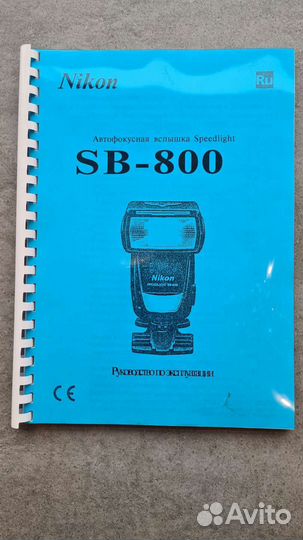 Nikon
Ru
Автофокусная вспышка Speedlight
SB-800
Nikon
Руководство по эксплуатации
CE
Avito